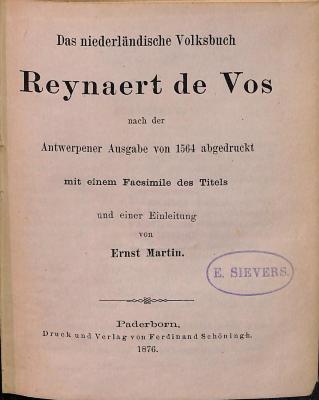 Das niederländische Volksbuch
Reynaert de Vos
nach der
Antwerpener Ausgabe von 1564 abgedruckt
mit einem Facsimile des Titels
und einer Einleitung
von
Ernst Martin.
E. SIEVERS.
Paderborn,
Druck und Verlag von Ferdinand Schöningh.
1876.